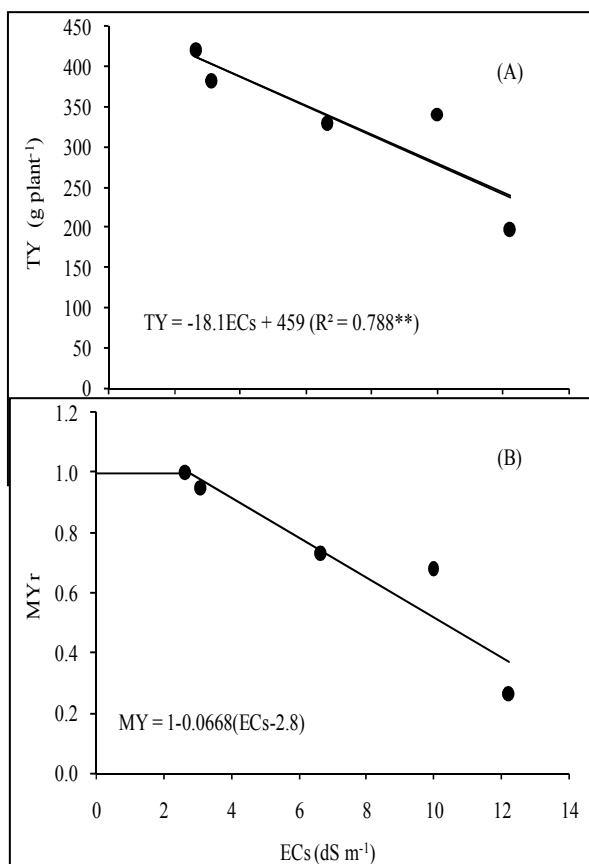 450
400
350
300
250
200
150
100
50
0
TY (g plant⁻¹)
(A)
TY = -18.1ECs + 459 (R² = 0.788**)
1.2
1.0
0.8
0.6
0.4
0.2
0.0
MYr
(B)
MY = 1-0.0668(ECs-2.8)
0 2 4 6 8 10 12 14
ECs (dS m⁻¹)